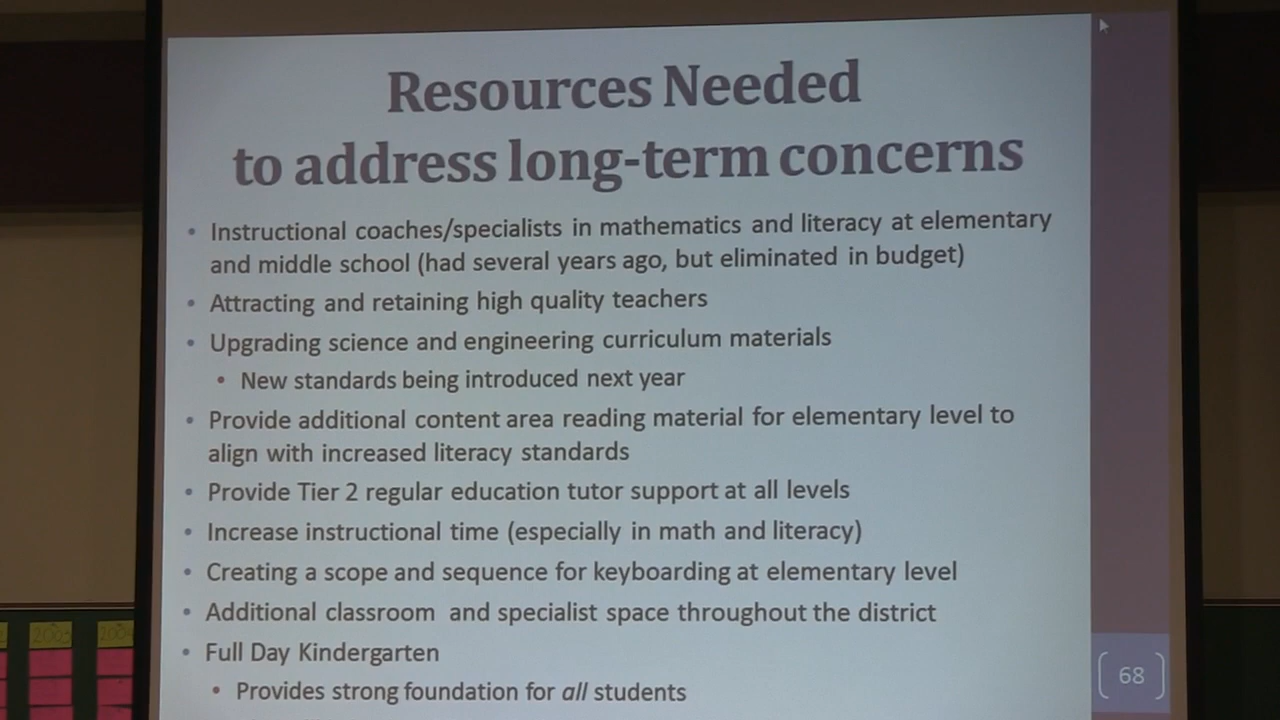 Resources Needed
to address long-term concerns
• Instructional coaches/specialists in mathematics and literacy at elementary
and middle school (had several years ago, but eliminated in budget)
• Attracting and retaining high quality teachers
• Upgrading science and engineering curriculum materials
• New standards being introduced next year
• Provide additional content area reading material for elementary level to
align with increased literacy standards
• Provide Tier 2 regular education tutor support at all levels
• Increase instructional time (especially in math and literacy)
• Creating a scope and sequence for keyboarding at elementary level
• Additional classroom and specialist space throughout the district
• Full Day Kindergarten
• Provides strong foundation for all students
68
2003